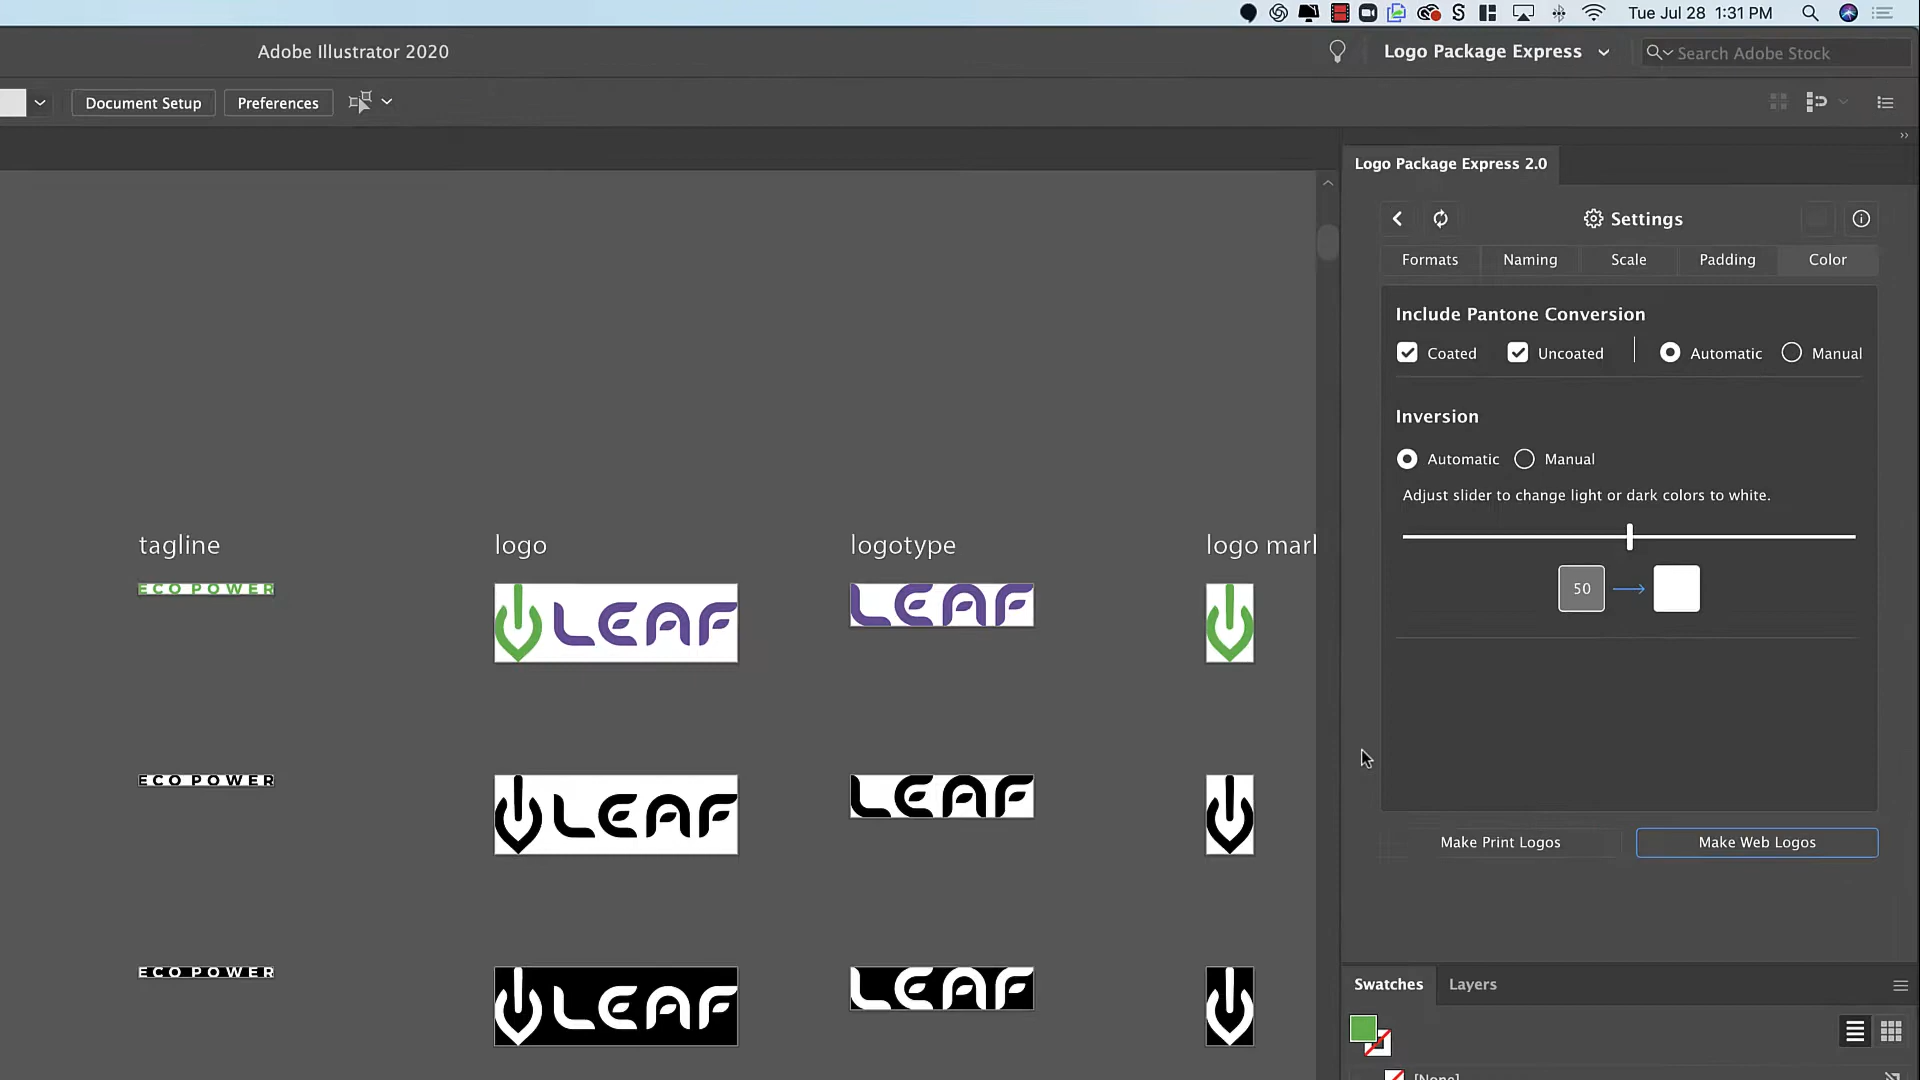 Tue Jul 28 1:31 PM
Adobe Illustrator 2020
Logo Package Express
Search Adobe Stock
Document Setup
Preferences
Logo Package Express 2.0
Settings
Formats
Naming
Scale
Padding
Color
Include Pantone Conversion
Coated
Uncoated
Automatic
Manual
Inversion
Automatic
Manual
Adjust slider to change light or dark colors to white.
50
Make Print Logos
Make Web Logos
tagline
logo
logotype
logo mar
ECO POWER
LEAF
LEAF
ECO POWER
LEAF
LEAF
ECO POWER
LEAF
LEAF
Swatches
Layers
[None]